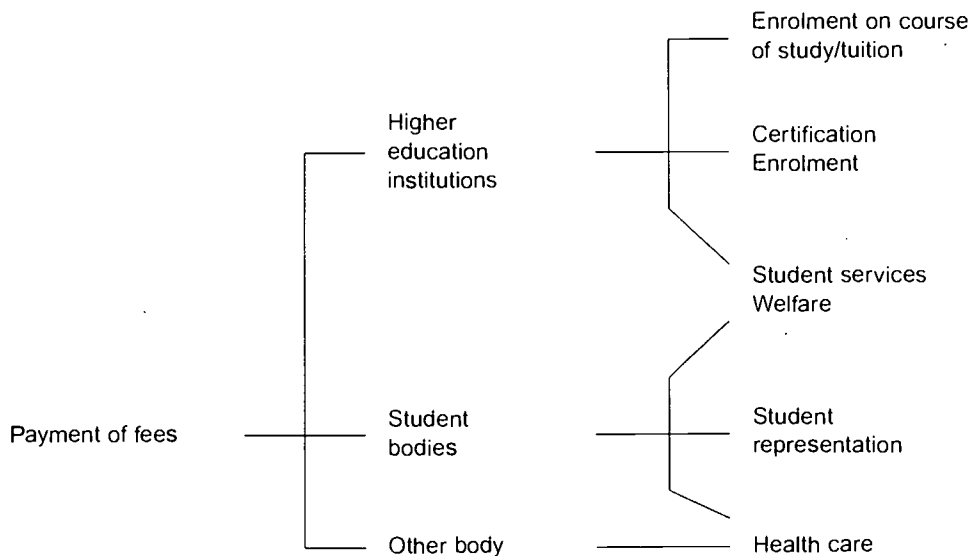 Enrolment on course
of study/tuition
Higher
education
institutions
Certification
Enrolment
Student services
Welfare
Payment of fees
Student
bodies
Student
representation
Other body
Health care